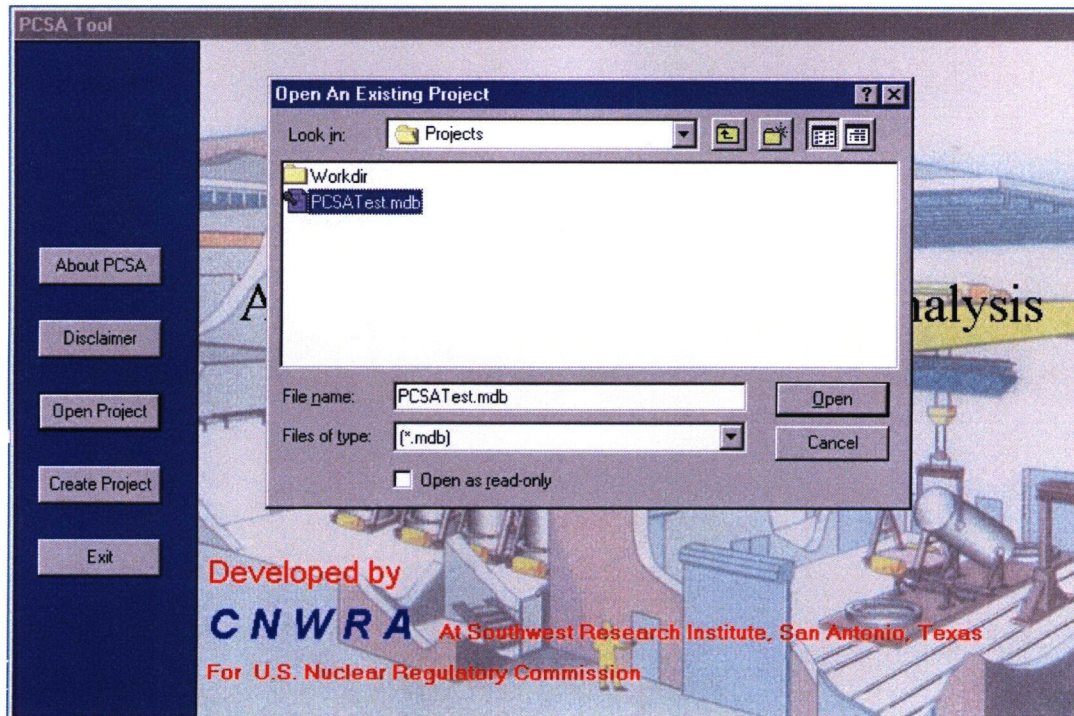 PCSA Tool
Open An Existing Project
Look in:
Projects
Workdir
PCSATest.mdb
About PCSA
A
alysis
Disclaimer
File name:
PCSATest.mdb
Open
Open Project
Files of type:
(*.mdb)
Cancel
Create Project
Open as read-only
Exit
Developed by
CNWRA At Southwest Research Institute, San Antonio, Texas
For U.S. Nuclear Regulatory Commission